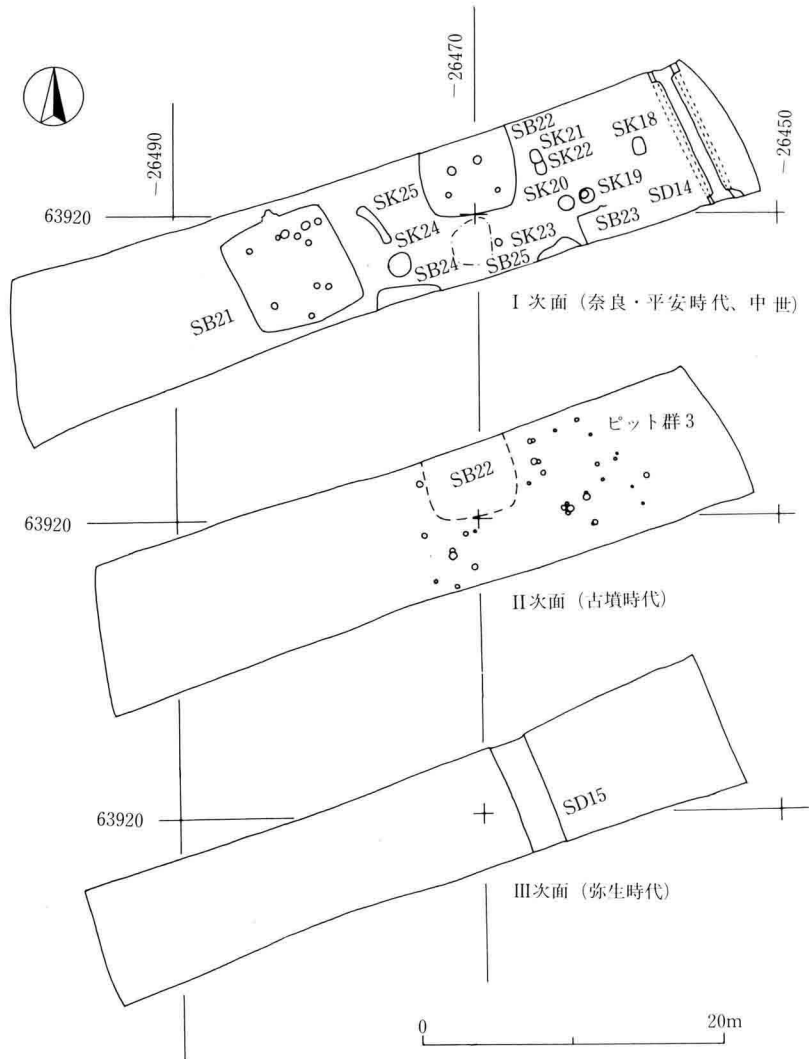 −26490
−26470
−26450
63920
SB22
SK21
SK22
SK18
SK25
SK20
SK19
SD14
SK24
SK23
SB23
SB24
SB25
SB21
I 次面 (奈良・平安時代、中世)
ピット群3
SB22
63920
II次面 (古墳時代)
SD15
63920
III次面 (弥生時代)
0
20m